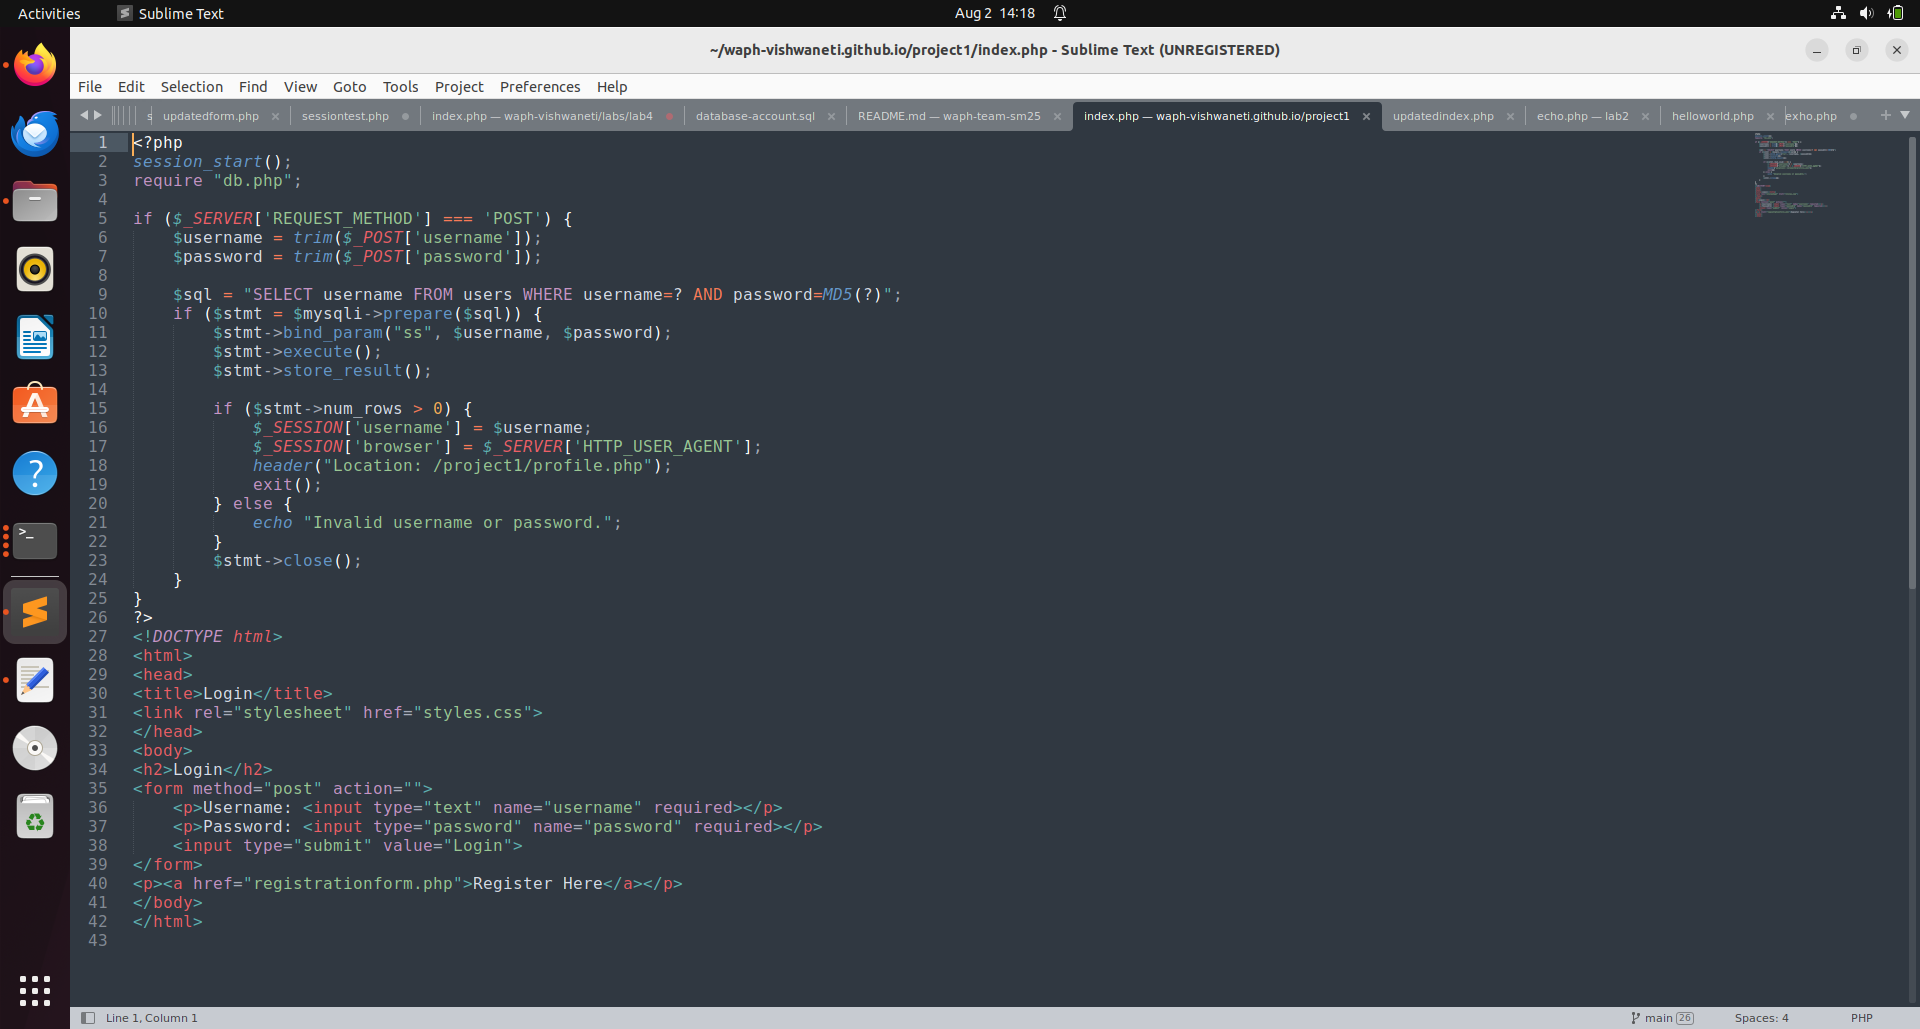 Activities Sublime Text Aug 2 14:18
~/waph-vishwaneti.github.io/project1/index.php - Sublime Text (UNREGISTERED)
File Edit Selection Find View Goto Tools Project Preferences Help
s updatedform.php sessiontest.php index.php — waph-vishwaneti/labs/lab4 database-account.sql README.md — waph-team-sm25 index.php — waph-vishwaneti.github.io/project1 updatedindex.php echo.php — lab2 helloworld.php exho.php
1 <?php
2 session_start();
3 require "db.php";
4
5 if ($_SERVER['REQUEST_METHOD'] === 'POST') {
6     $username = trim($_POST['username']);
7     $password = trim($_POST['password']);
8
9     $sql = "SELECT username FROM users WHERE username=? AND password=MD5(?)";
10     if ($stmt = $mysqli->prepare($sql)) {
11         $stmt->bind_param("ss", $username, $password);
12         $stmt->execute();
13         $stmt->store_result();
14
15         if ($stmt->num_rows > 0) {
16             $_SESSION['username'] = $username;
17             $_SESSION['browser'] = $_SERVER['HTTP_USER_AGENT'];
18             header("Location: /project1/profile.php");
19             exit();
20         } else {
21             echo "Invalid username or password.";
22         }
23         $stmt->close();
24     }
25 }
26 ?>
27 <!DOCTYPE html>
28 <html>
29 <head>
30 <title>Login</title>
31 <link rel="stylesheet" href="styles.css">
32 </head>
33 <body>
34 <h2>Login</h2>
35 <form method="post" action="">
36     <p>Username: <input type="text" name="username" required></p>
37     <p>Password: <input type="password" name="password" required></p>
38     <input type="submit" value="Login">
39 </form>
40 <p><a href="registrationform.php">Register Here</a></p>
41 </body>
42 </html>
43
Line 1, Column 1 main 26 Spaces: 4 PHP